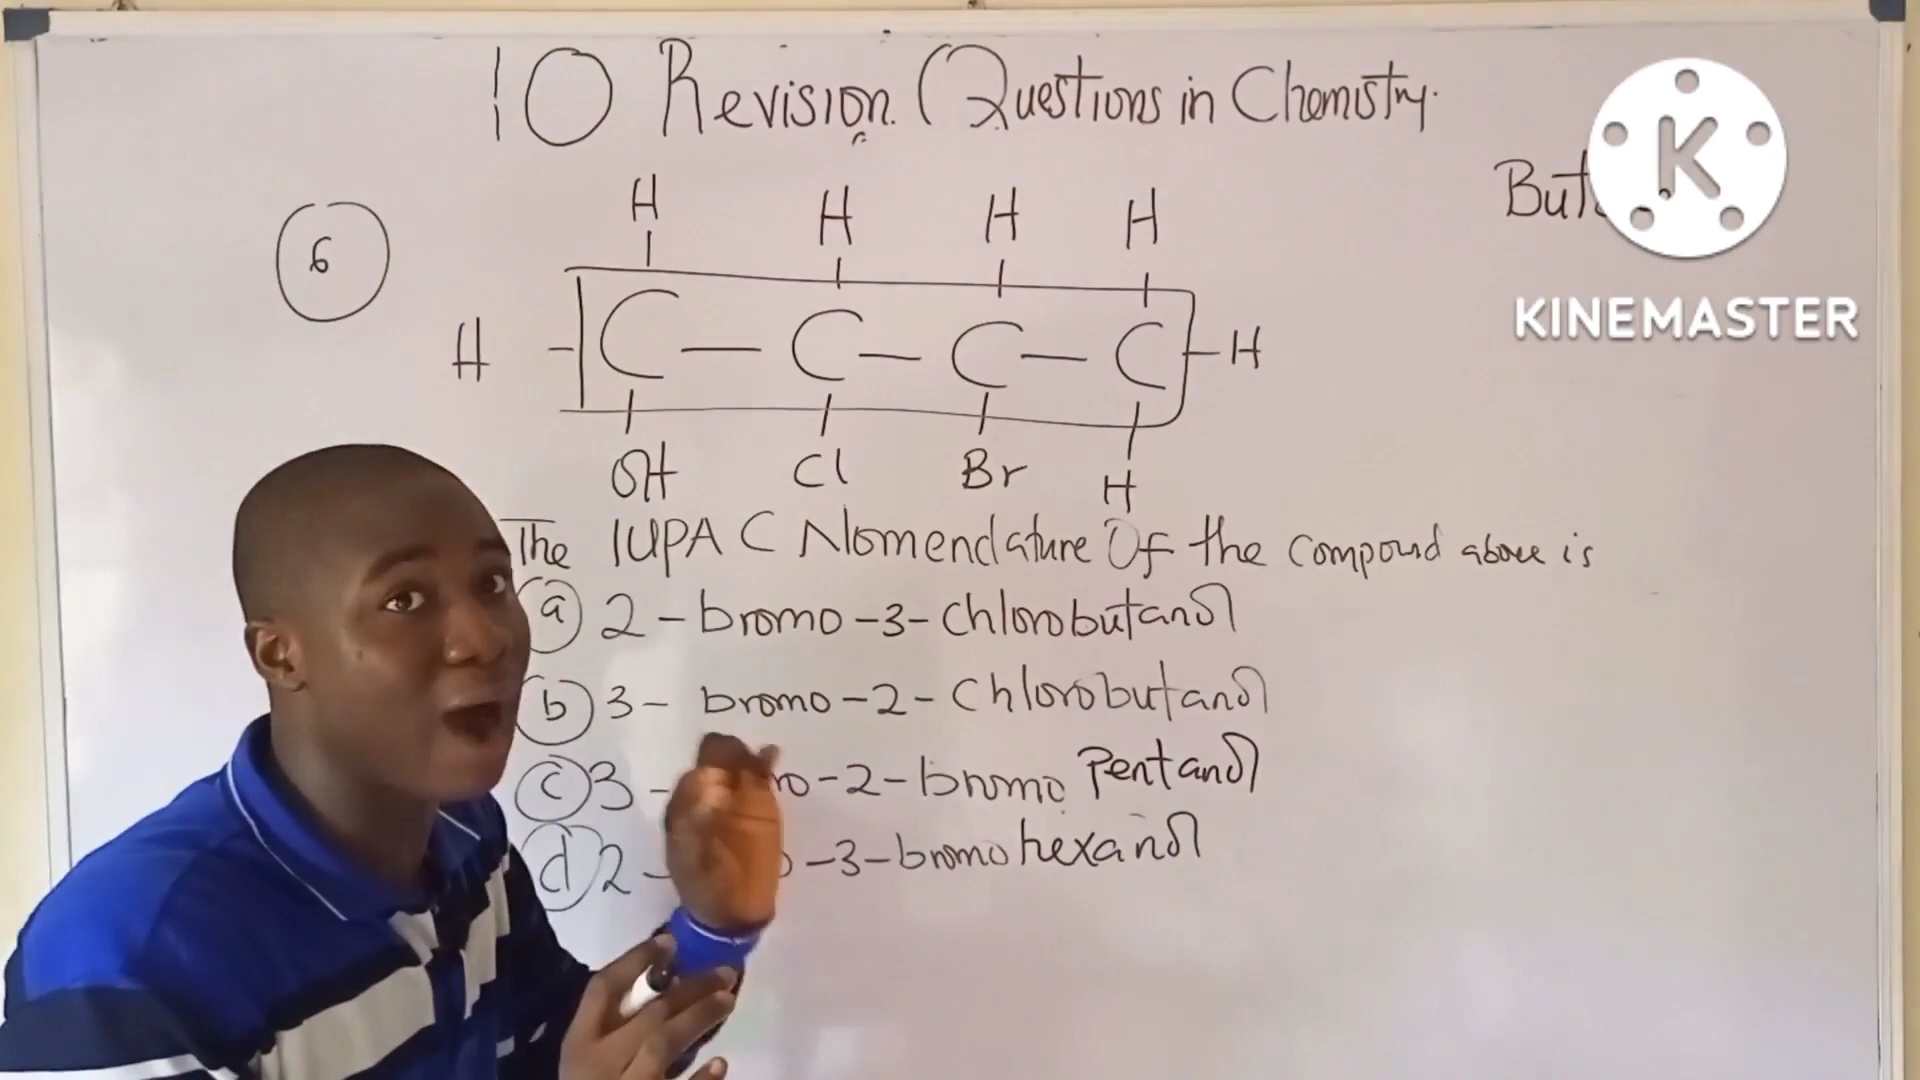 10 Revision Questions in Chemistry.
But
K
KINEMASTER
6
H H H H
H - C - C - C - C - H
OH Cl Br H
The IUPAC Nomenclature Of the compound above is
a 2 - bromo - 3 - Chlorobutanol
b 3 - bromo - 2 - Chlorobutanol
c 3 - - 2 - bromo Pentanol
d 2 - - 3 - bromo hexanol